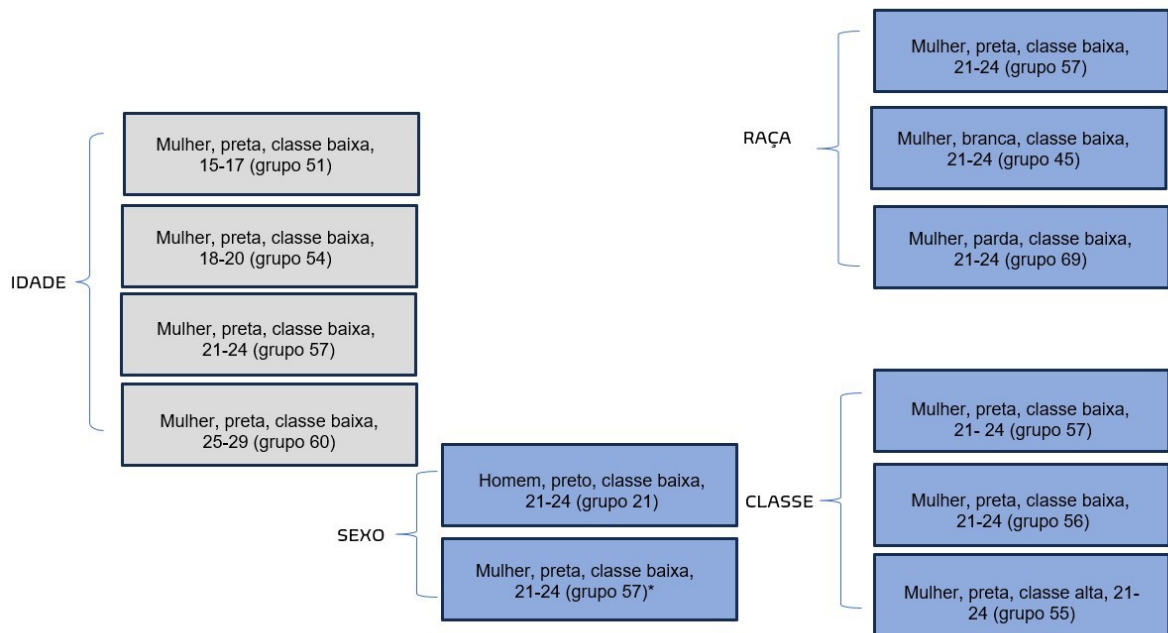 IDADE
Mulher, preta, classe baixa,
15-17 (grupo 51)
Mulher, preta, classe baixa,
18-20 (grupo 54)
Mulher, preta, classe baixa,
21-24 (grupo 57)
Mulher, preta, classe baixa,
25-29 (grupo 60)
SEXO
Homem, preto, classe baixa,
21-24 (grupo 21)
Mulher, preta, classe baixa,
21-24 (grupo 57)*
RAÇA
Mulher, preta, classe baixa,
21-24 (grupo 57)
Mulher, branca, classe baixa,
21-24 (grupo 45)
Mulher, parda, classe baixa,
21-24 (grupo 69)
CLASSE
Mulher, preta, classe baixa,
21- 24 (grupo 57)
Mulher, preta, classe baixa,
21-24 (grupo 56)
Mulher, preta, classe alta, 21-
24 (grupo 55)